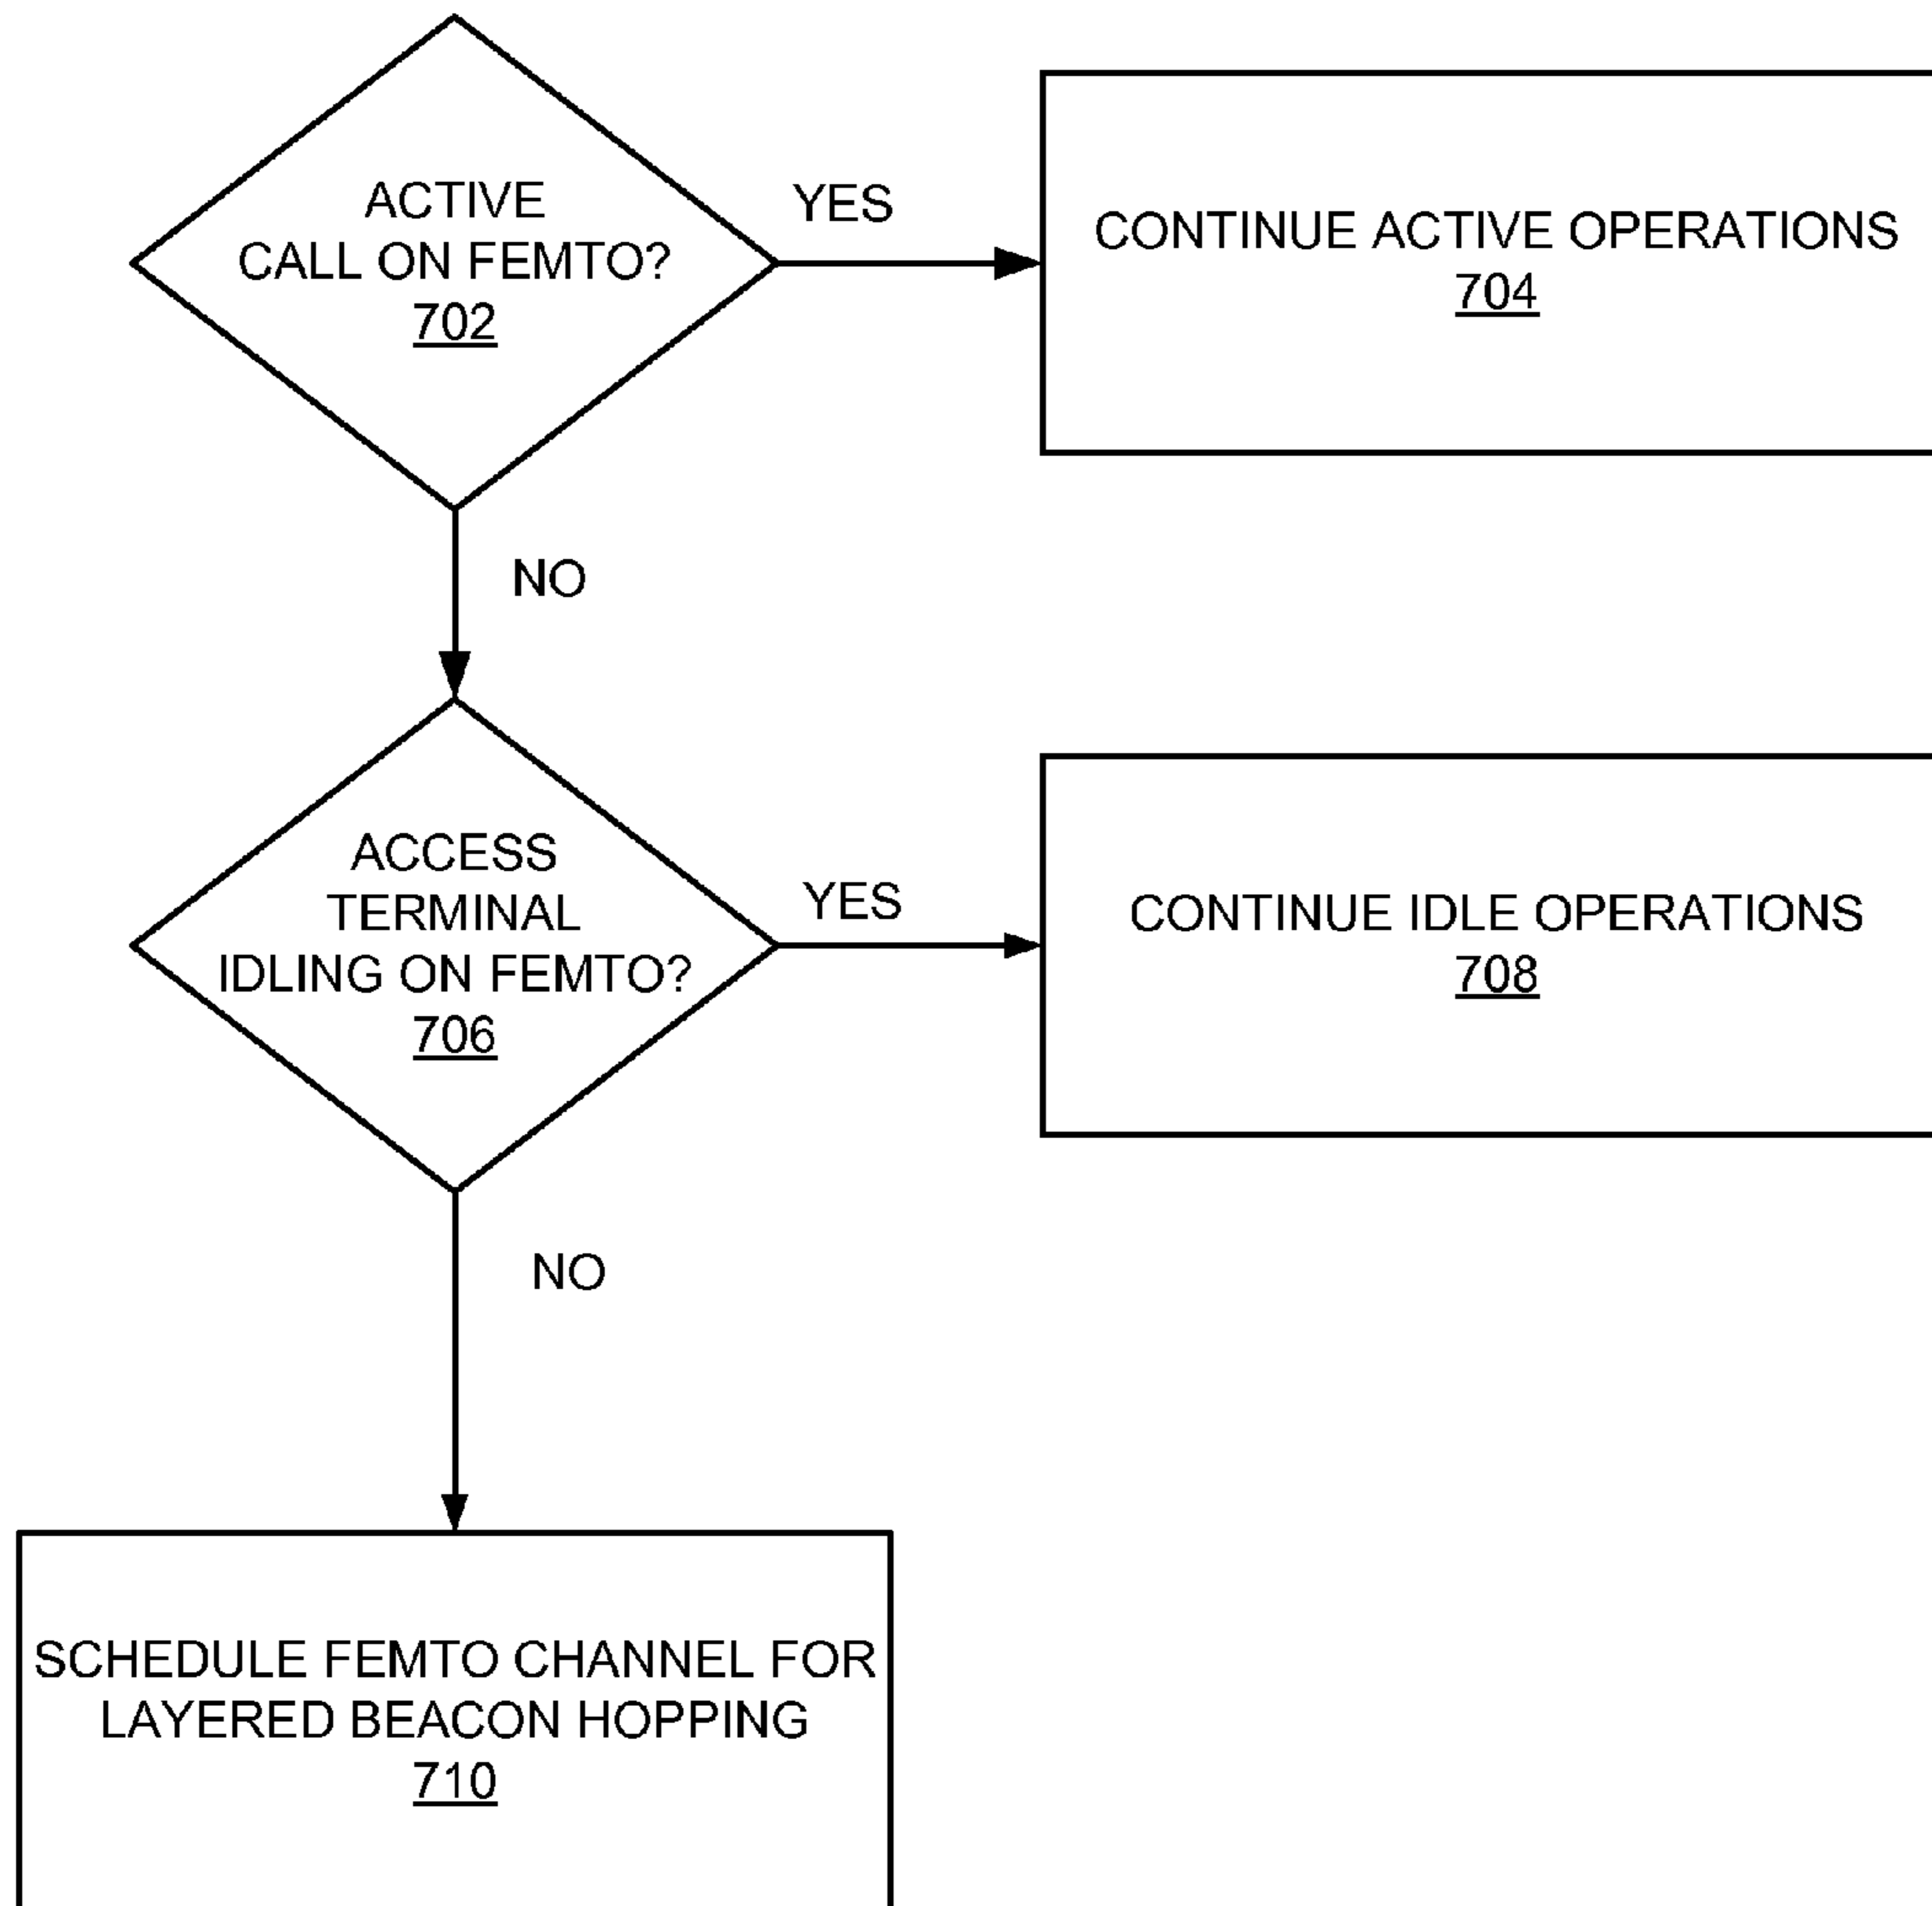 ACTIVE
CALL ON FEMTO?
702
YES
CONTINUE ACTIVE OPERATIONS
704
NO
ACCESS
TERMINAL
IDLING ON FEMTO?
706
YES
CONTINUE IDLE OPERATIONS
708
NO
SCHEDULE FEMTO CHANNEL FOR
LAYERED BEACON HOPPING
710